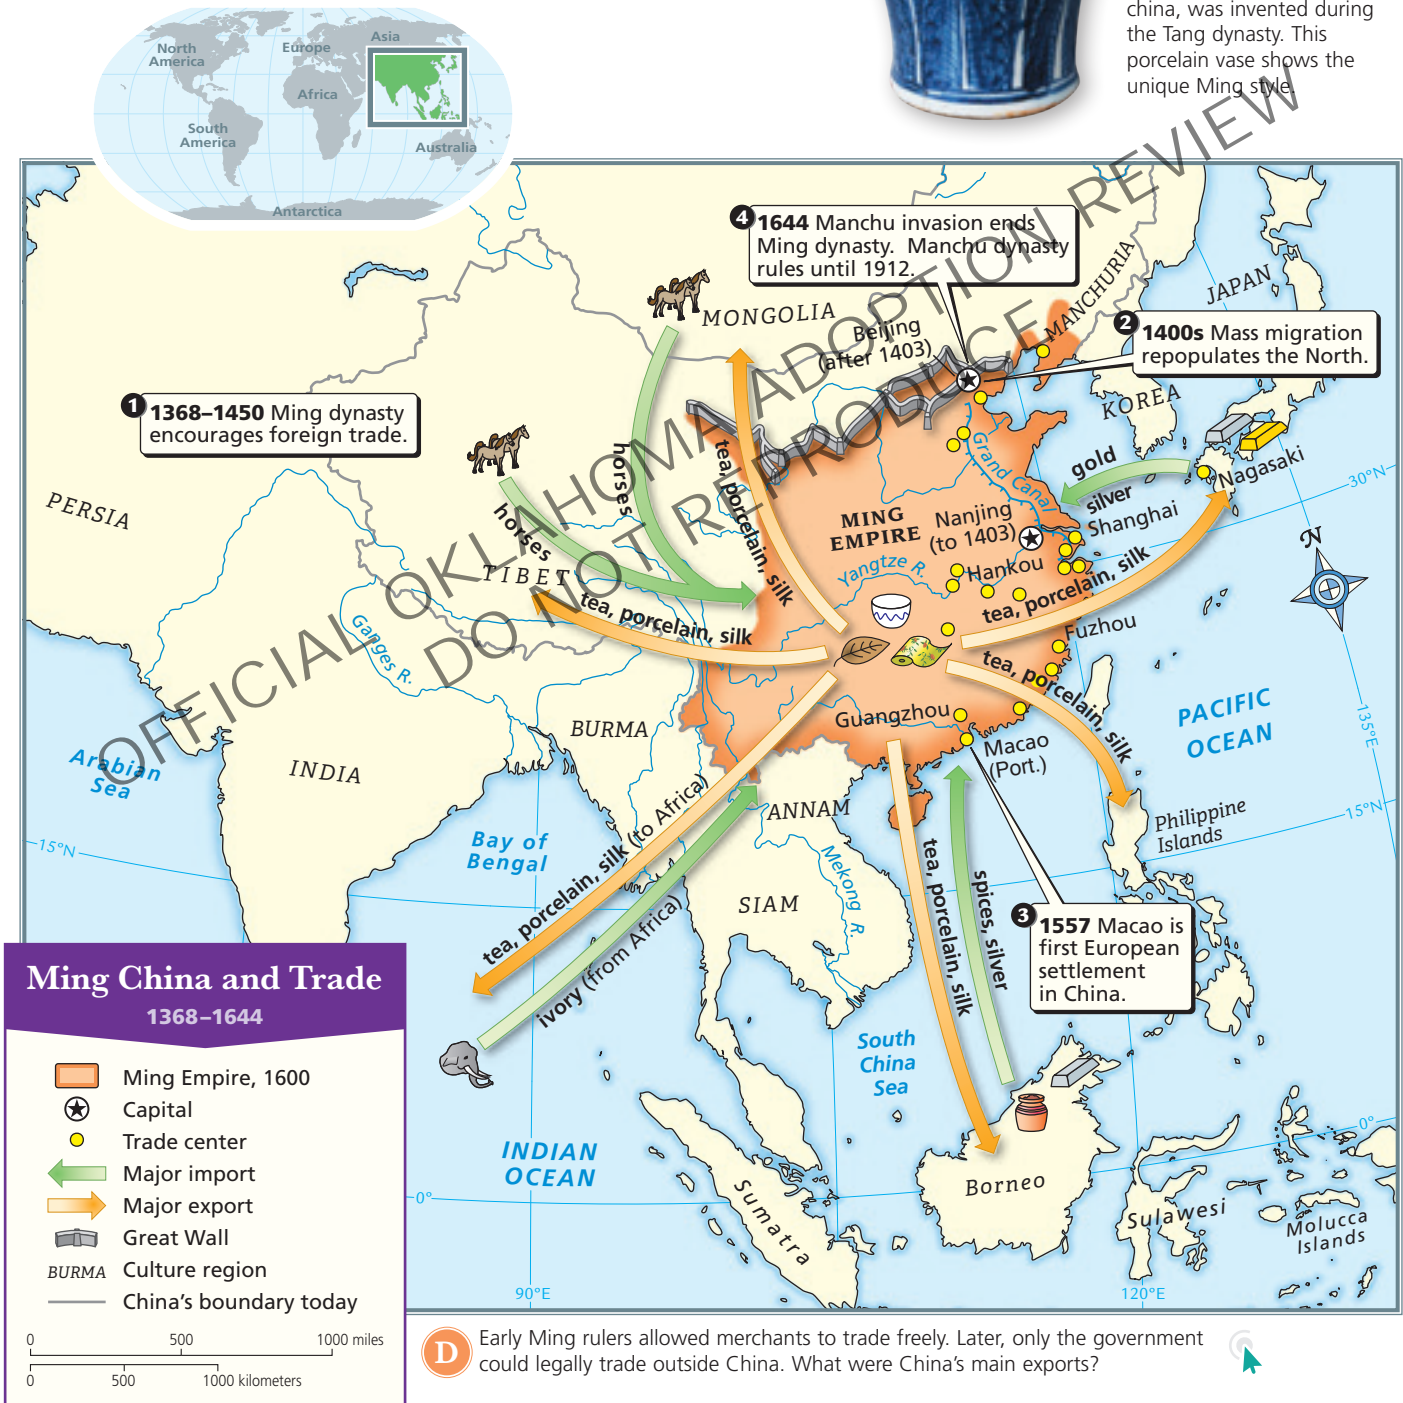 china, was invented during
the Tang dynasty. This
porcelain vase shows the
unique Ming style.
North
America
Europe
Asia
Africa
South
America
Australia
Antarctica
4 1644 Manchu invasion ends
Ming dynasty. Manchu dynasty
rules until 1912.
MONGOLIA
MANCHURIA
JAPAN
Beijing
(after 1403)
2 1400s Mass migration
repopulates the North.
KOREA
1 1368–1450 Ming dynasty
encourages foreign trade.
horses
tea, porcelain, silk
Grand Canal
gold
silver
Nagasaki
30°N
PERSIA
horses
TIBET
MING
EMPIRE
Nanjing
(to 1403)
Shanghai
N
Yangtze R.
Hankou
tea, porcelain, silk
tea, porcelain, silk
Ganges R.
Fuzhou
tea, porcelain, silk
PACIFIC
OCEAN
135°E
BURMA
Guangzhou
Macao
(Port.)
Arabian
Sea
INDIA
ANNAM
Philippine
Islands
15°N
15°N
Bay of
Bengal
tea, porcelain, silk (to Africa)
ivory (from Africa)
Mekong R.
SIAM
tea, porcelain, silk
spices, silver
3 1557 Macao is
first European
settlement
in China.
South
China
Sea
INDIAN
OCEAN
0°
0°
Sumatra
Borneo
Sulawesi
Molucca
Islands
90°E
120°E
Ming China and Trade
1368–1644
Ming Empire, 1600
Capital
Trade center
Major import
Major export
Great Wall
BURMA Culture region
China's boundary today
0 500 1000 miles
0 500 1000 kilometers
D Early Ming rulers allowed merchants to trade freely. Later, only the government
could legally trade outside China. What were China's main exports?
OFFICIAL OKLAHOMA ADOPTION REVIEW
DO NOT REPRODUCE